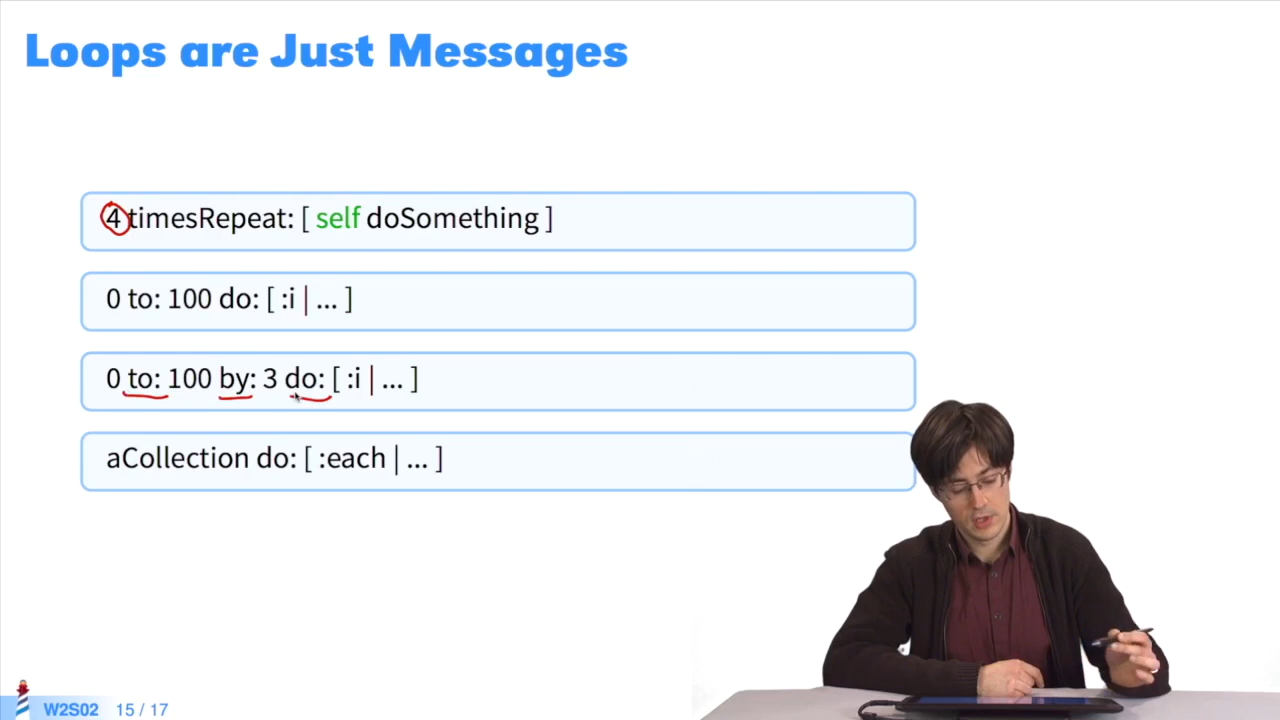 Loops are Just Messages
4 timesRepeat: [ self doSomething ]
0 to: 100 do: [ :i | ... ]
0 to: 100 by: 3 do: [ :i | ... ]
aCollection do: [ :each | ... ]
W2S02 15 / 17